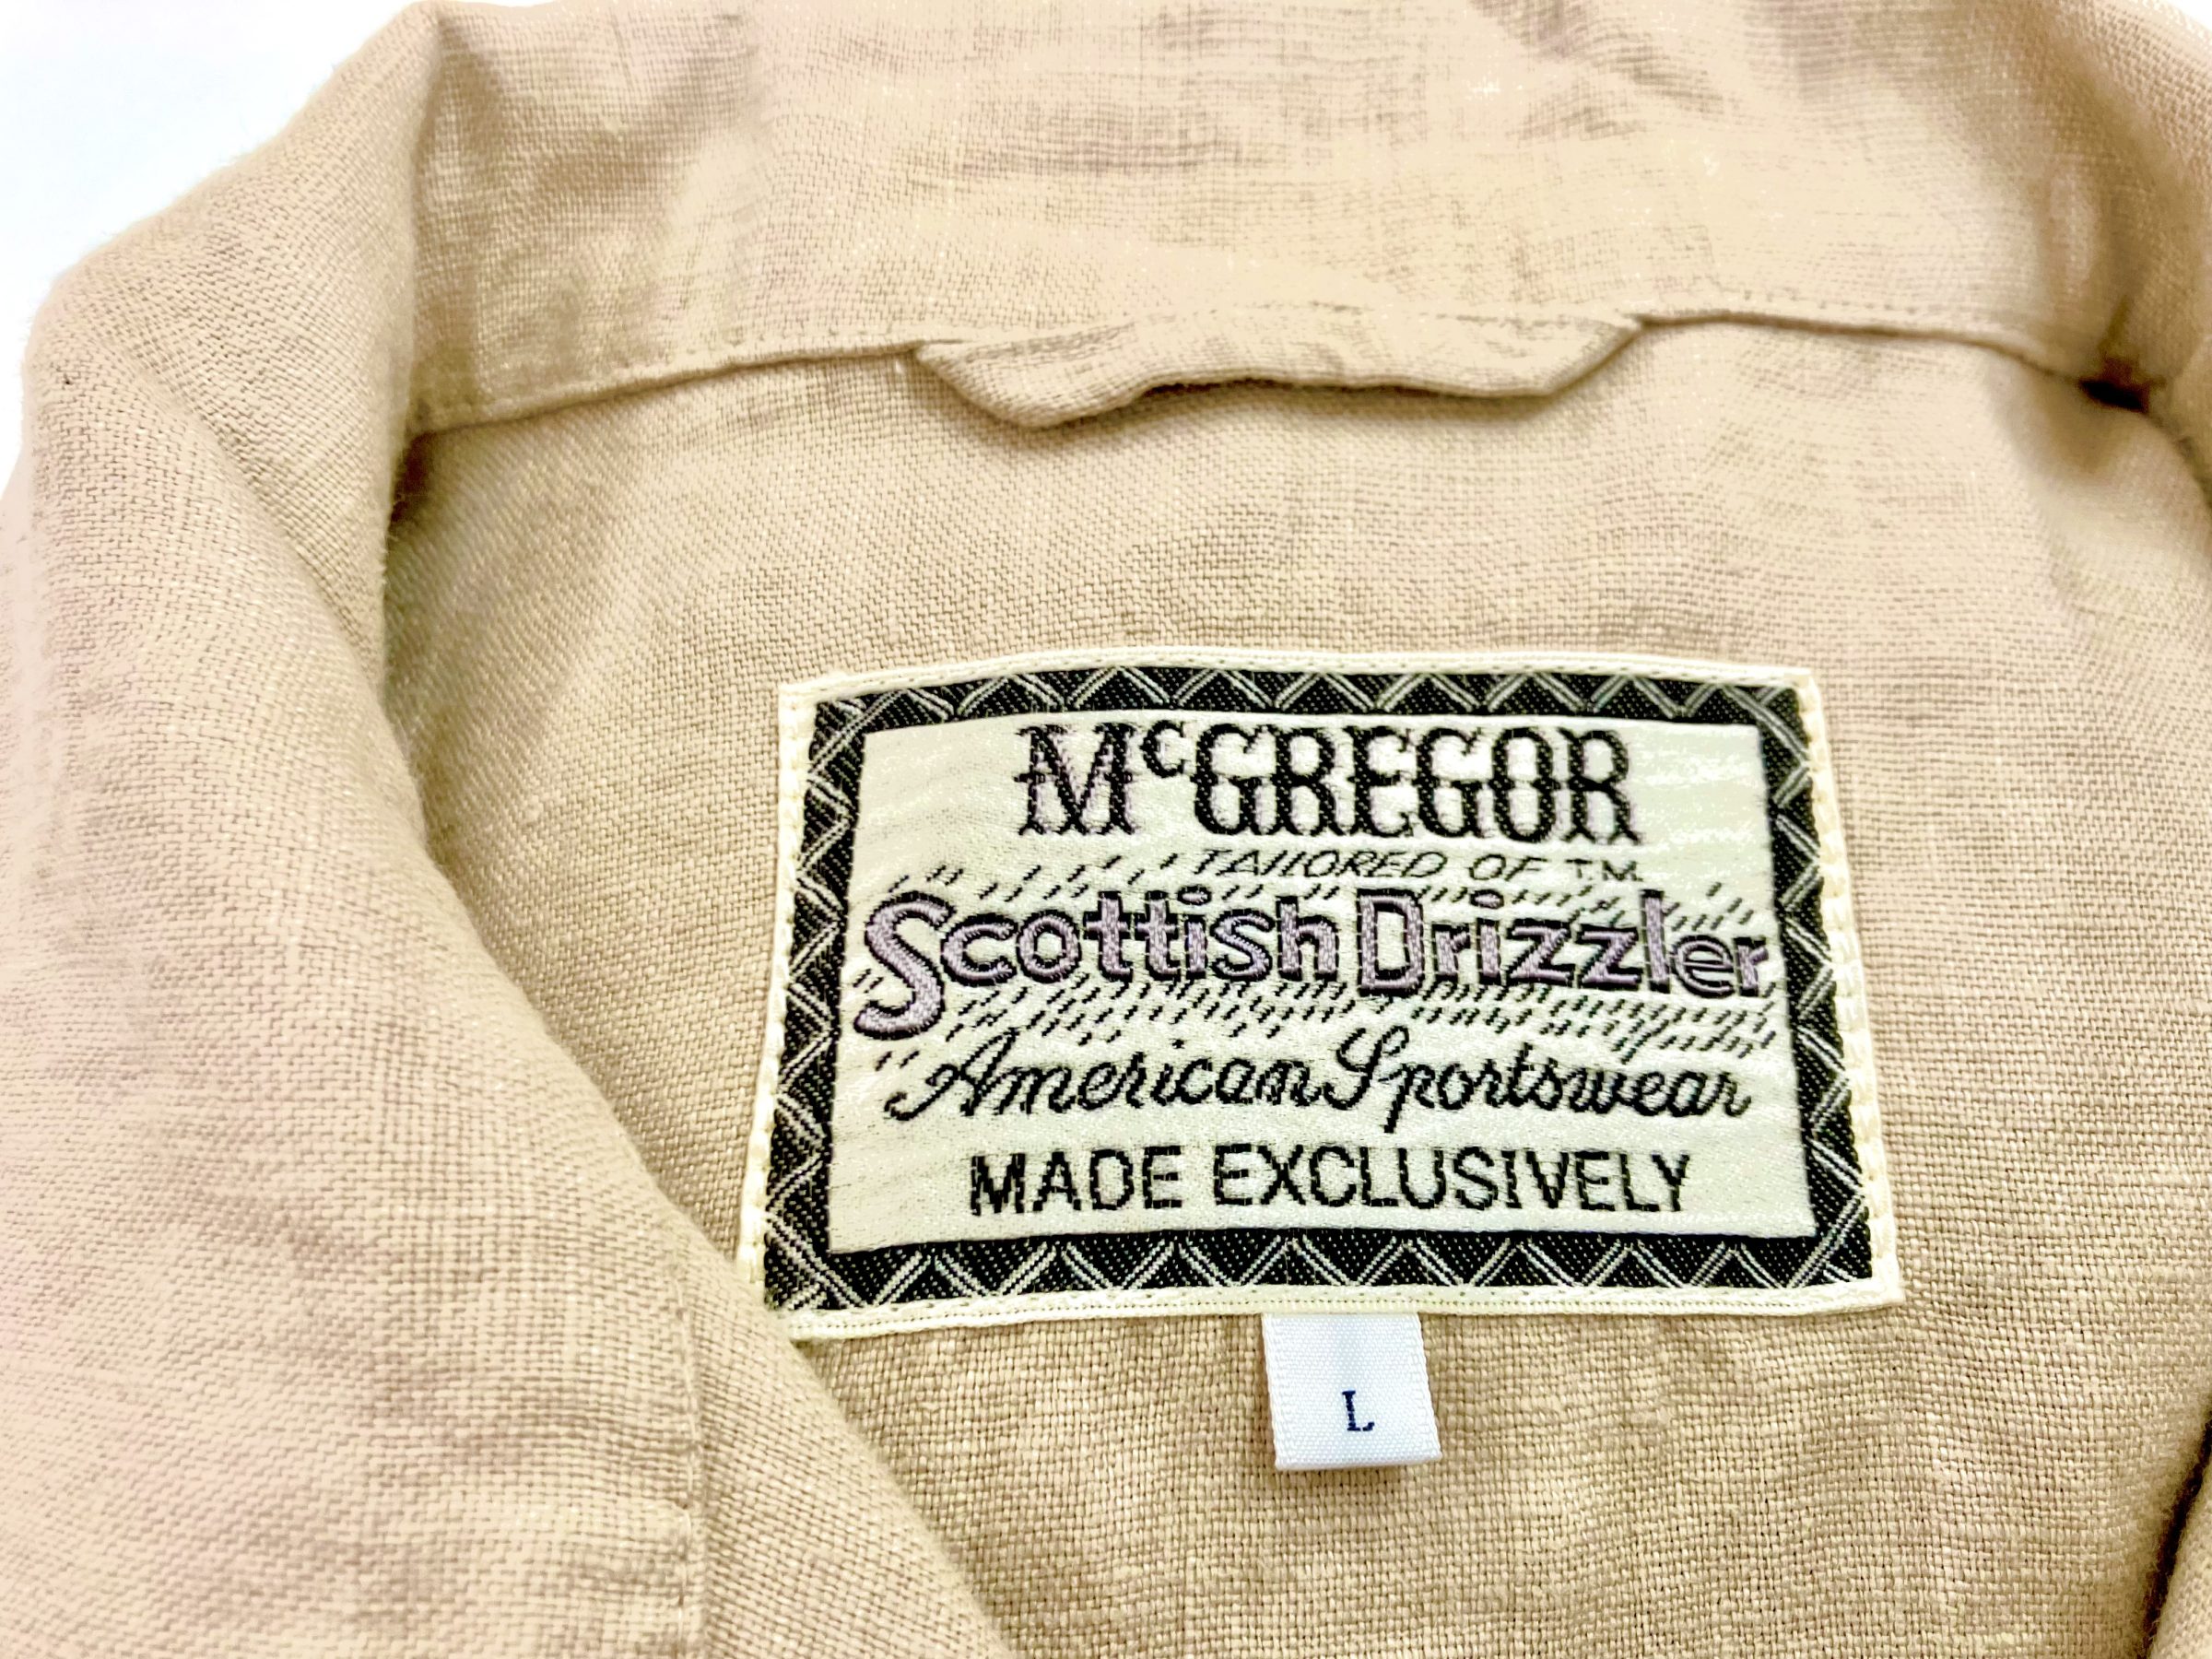 McGREGOR
TAILORED OF T.M.
Scottish Drizzler
American Sportswear
MADE EXCLUSIVELY
L